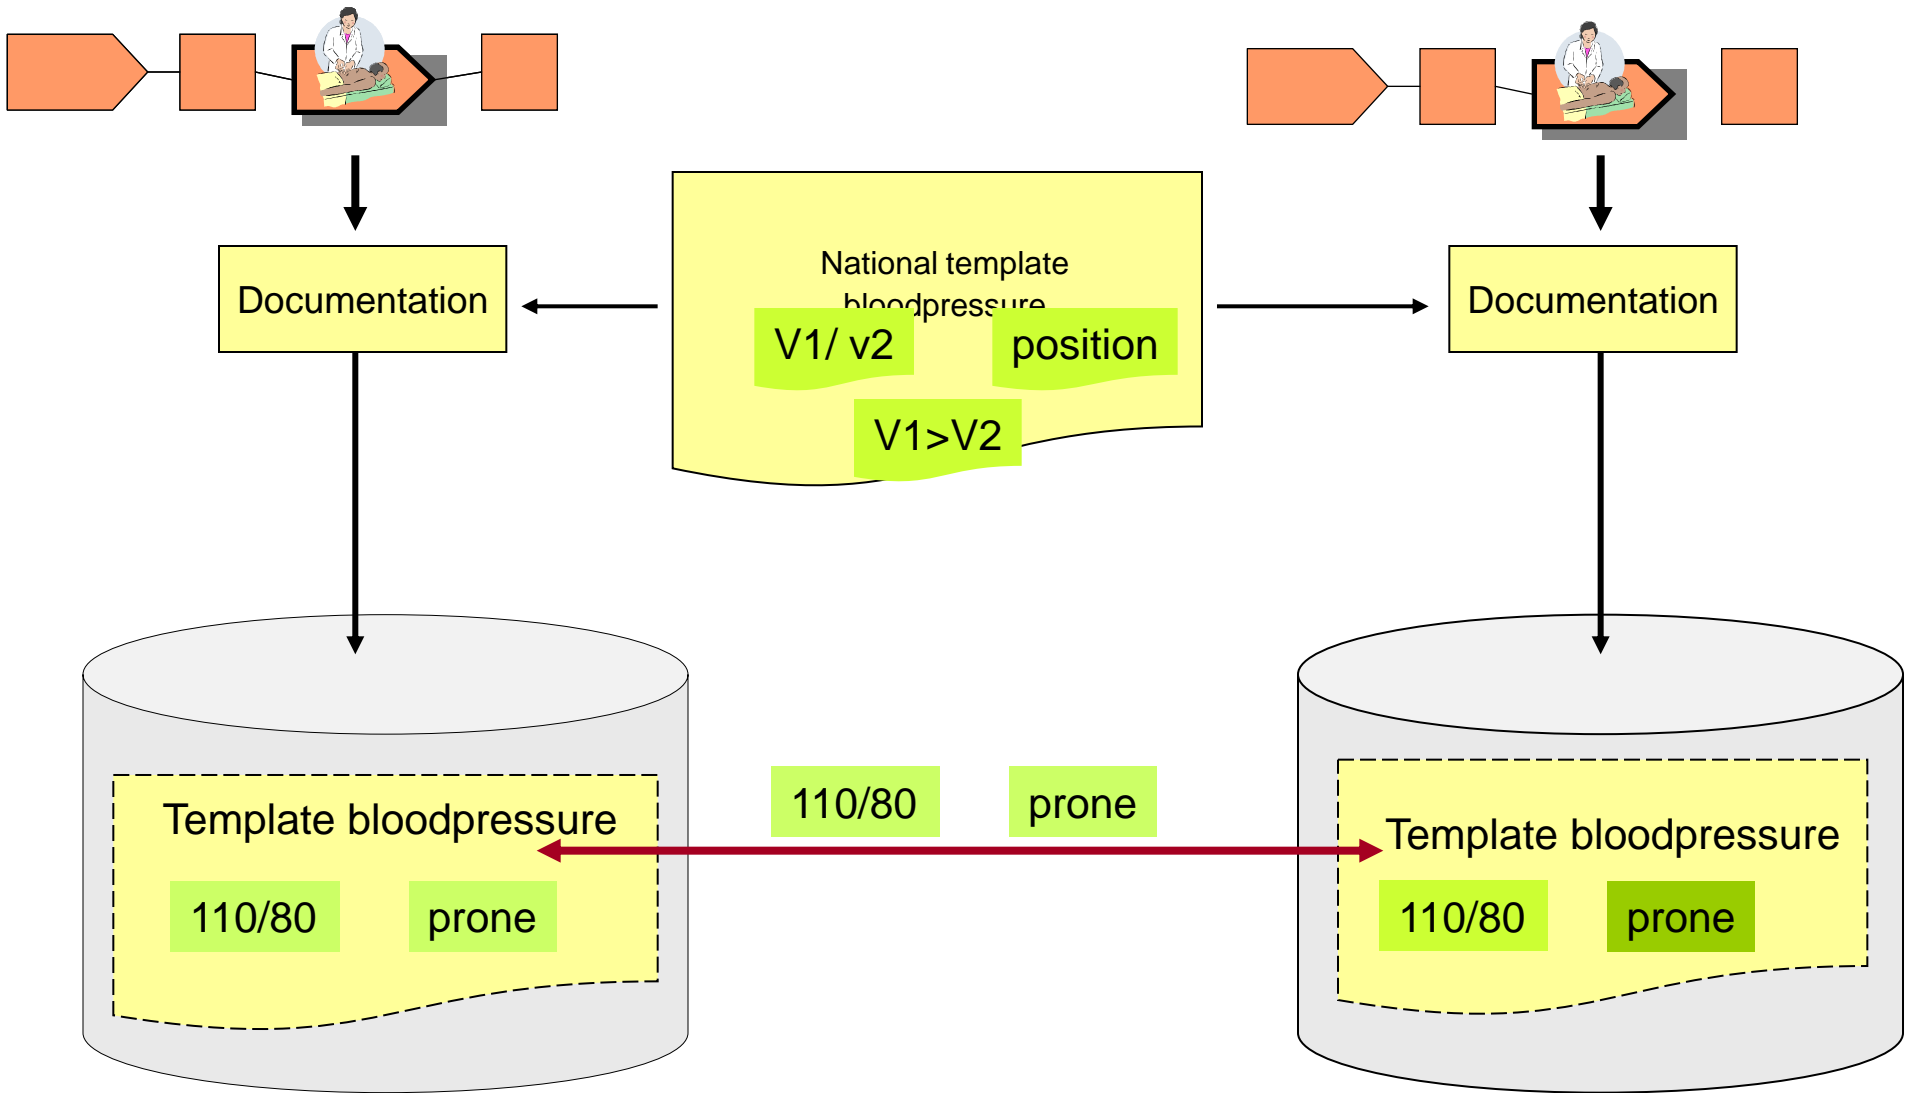 National template
bloodpressure
Documentation
Documentation
V1/ v2
position
V1>V2
110/80
prone
Template bloodpressure
Template bloodpressure
110/80
prone
110/80
prone